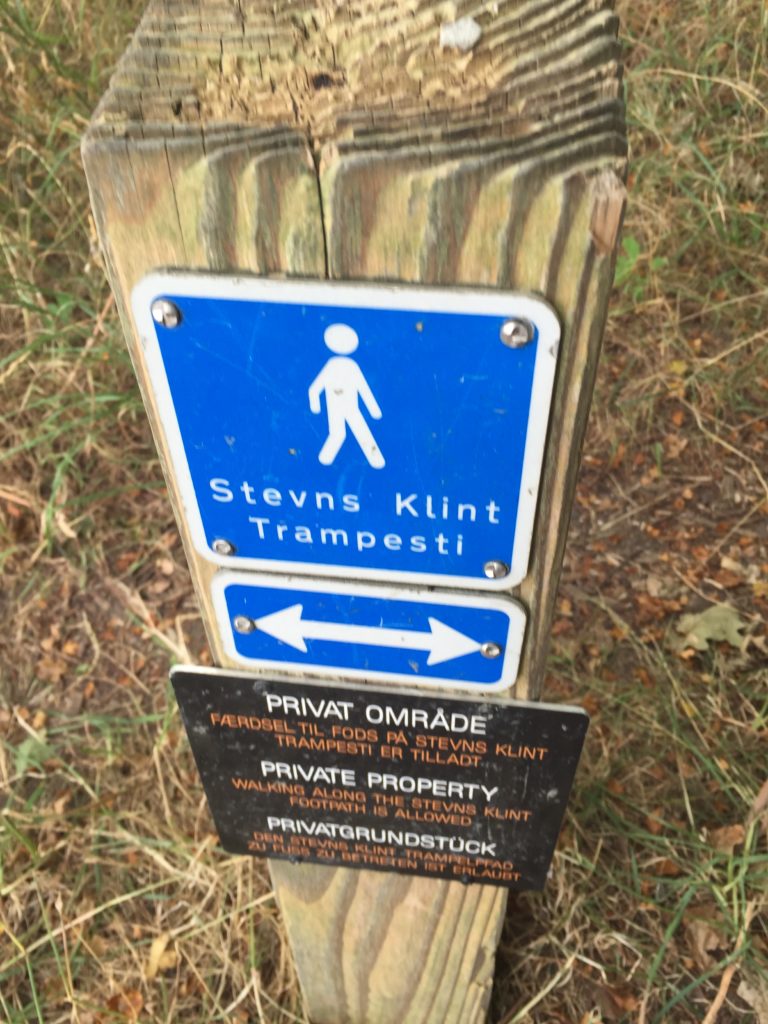 Stevns Klint
Trampesti
PRIVAT OMRÅDE
FÆRDSEL TIL FODS PÅ STEVNS KLINT
TRAMPESTI ER TILLADT
PRIVATE PROPERTY
WALKING ALONG THE STEVNS KLINT
FOOTPATH IS ALLOWED
PRIVATGRUNDSTÜCK
DEN STEVNS KLINT TRAMPELPFAD
ZU FUSS ZU BETRETEN IST ERLAUBT